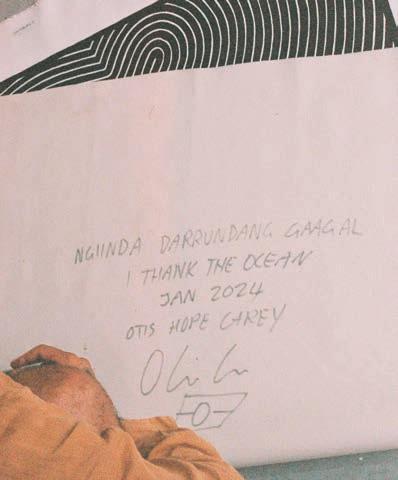 NGIINDA DARRUNDANG GAAGAL
I THANK THE OCEAN
JAN 2024
OTIS HOPE CAREY